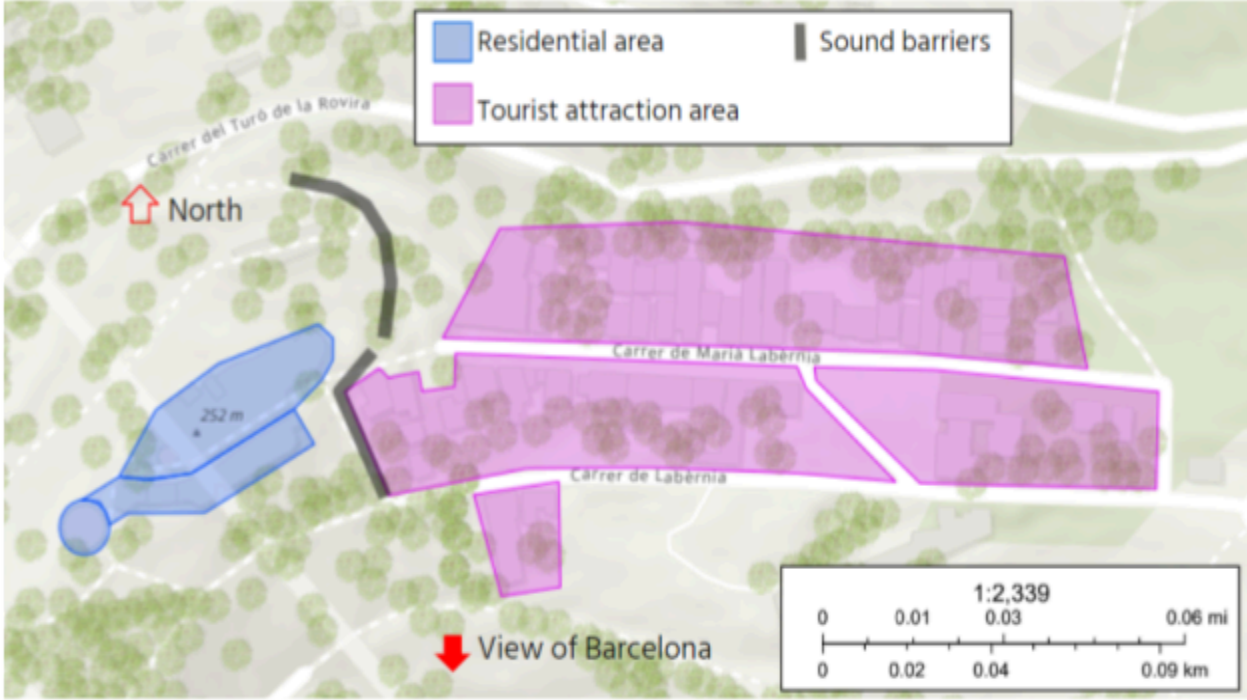 Residential area
Sound barriers
Tourist attraction area
Carrer del Turó de la Rovira
North
Carrer de Marià Labèrnia
252 m
Carrer de Labèrnia
1:2,339
0 0.01 0.03 0.06 mi
0 0.02 0.04 0.09 km
View of Barcelona